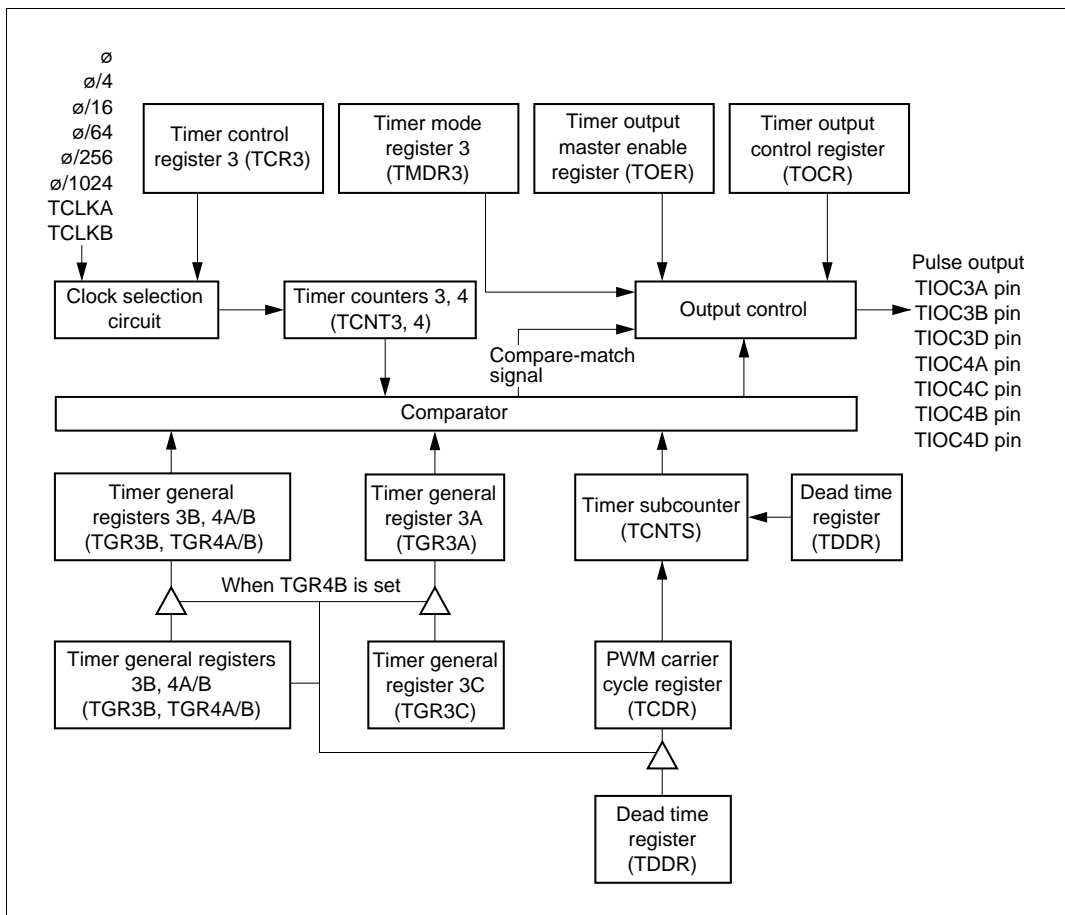 ø
ø/4
ø/16
ø/64
ø/256
ø/1024
TCLKA
TCLKB
Timer control
register 3 (TCR3)
Timer mode
register 3
(TMDR3)
Timer output
master enable
register (TOER)
Timer output
control register
(TOCR)
Clock selection
circuit
Timer counters 3, 4
(TCNT3, 4)
Output control
Pulse output
TIOC3A pin
TIOC3B pin
TIOC3D pin
TIOC4A pin
TIOC4C pin
TIOC4B pin
TIOC4D pin
Compare-match
signal
Comparator
Timer general
registers 3B, 4A/B
(TGR3B, TGR4A/B)
Timer general
register 3A
(TGR3A)
Timer subcounter
(TCNTS)
Dead time
register
(TDDR)
When TGR4B is set
Timer general registers
3B, 4A/B
(TGR3B, TGR4A/B)
Timer general
register 3C
(TGR3C)
PWM carrier
cycle register
(TCDR)
Dead time
register
(TDDR)